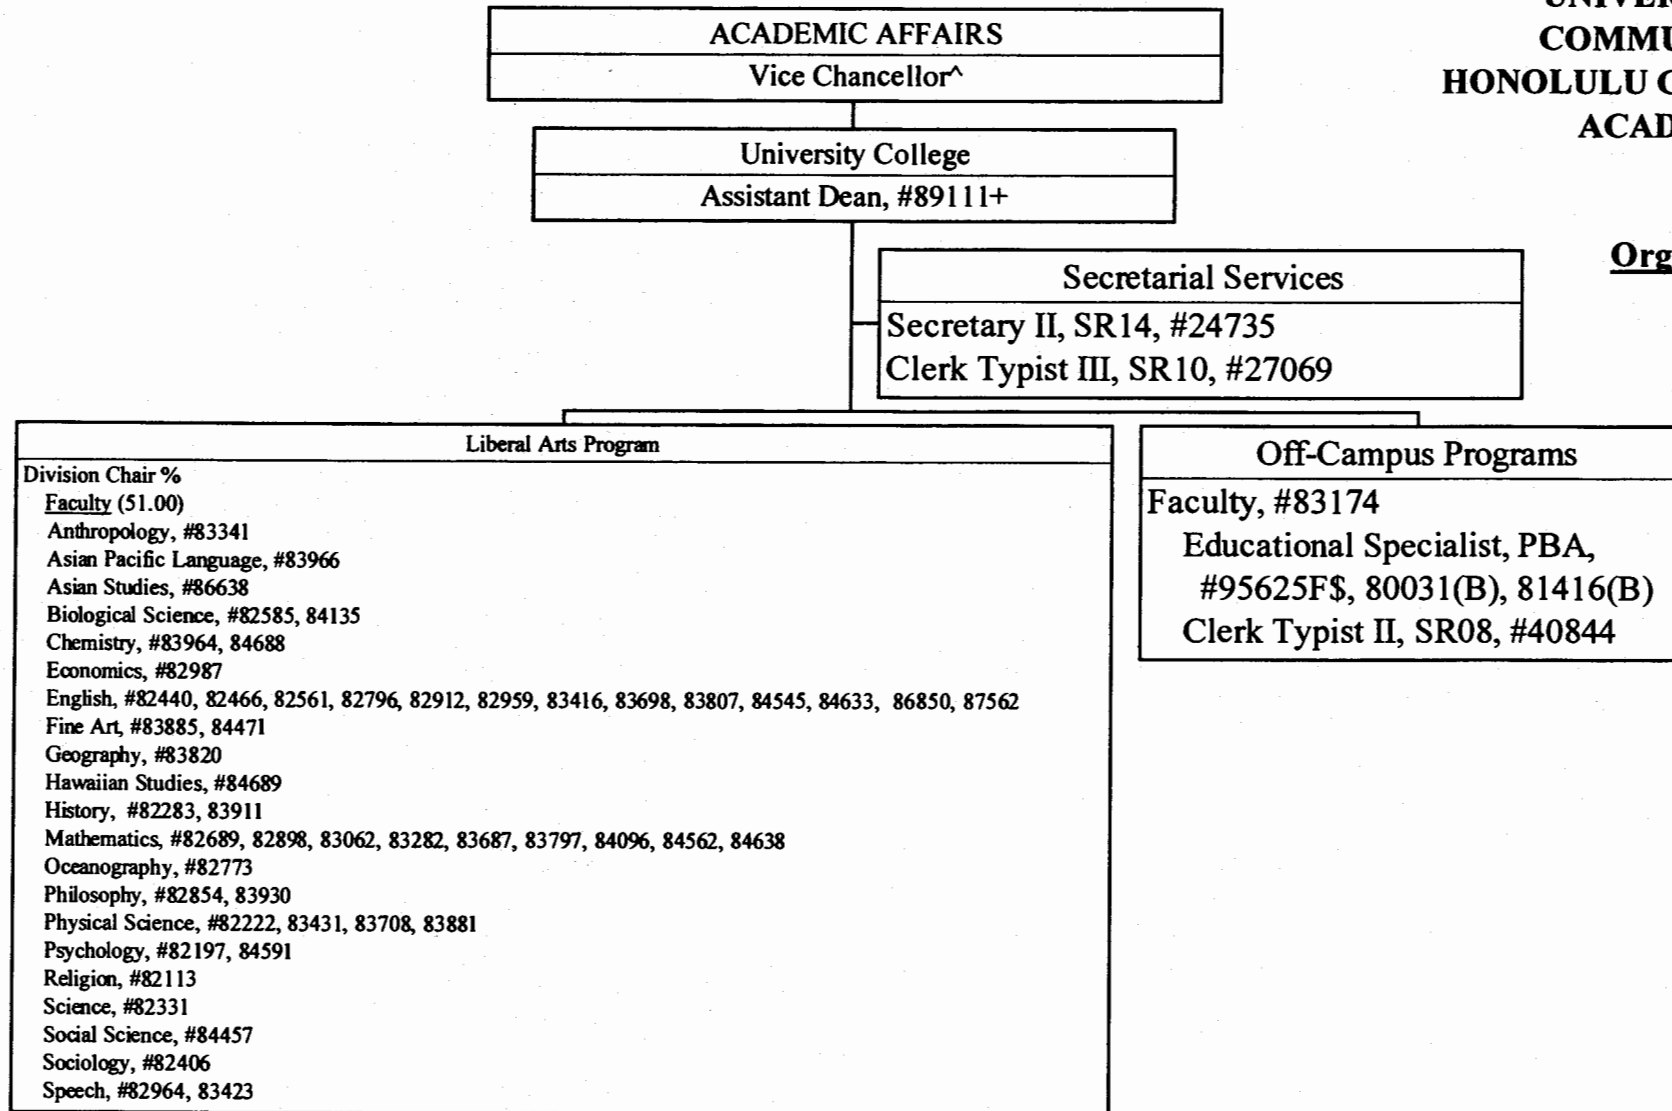 ACADEMIC AFFAIRS
Vice Chancellor^
University College
Assistant Dean, #89111+
Secretarial Services
Secretary II, SR14, #24735
Clerk Typist III, SR10, #27069
COMMU
HONOLULU C
ACAD
Org
Liberal Arts Program
Division Chair %
Faculty (51.00)
Anthropology, #83341
Asian Pacific Language, #83966
Asian Studies, #86638
Biological Science, #82585, 84135
Chemistry, #83964, 84688
Economics, #82987
English, #82440, 82466, 82561, 82796, 82912, 82959, 83416, 83698, 83807, 84545, 84633, 86850, 87562
Fine Art, #83885, 84471
Geography, #83820
Hawaiian Studies, #84689
History, #82283, 83911
Mathematics, #82689, 82898, 83062, 83282, 83687, 83797, 84096, 84562, 84638
Oceanography, #82773
Philosophy, #82854, 83930
Physical Science, #82222, 83431, 83708, 83881
Psychology, #82197, 84591
Religion, #82113
Science, #82331
Social Science, #84457
Sociology, #82406
Speech, #82964, 83423
Off-Campus Programs
Faculty, #83174
Educational Specialist, PBA,
#95625F$, 80031(B), 81416(B)
Clerk Typist II, SR08, #40844